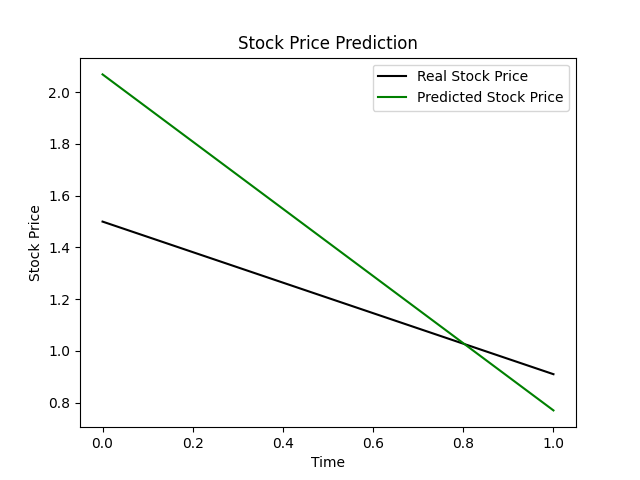 Stock Price Prediction
Real Stock Price
Predicted Stock Price
Stock Price
2.0
1.8
1.6
1.4
1.2
1.0
0.8
0.0 0.2 0.4 0.6 0.8 1.0
Time